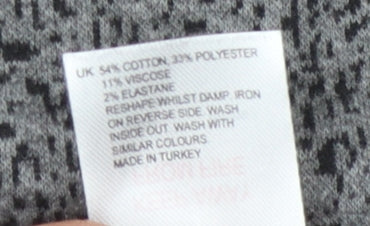 UK 54% COTTON, 33% POLYESTER
11% VISCOSE
2% ELASTANE
RESHAPE WHILST DAMP. IRON
ON REVERSE SIDE. WASH
INSIDE OUT. WASH WITH
SIMILAR COLOURS.
MADE IN TURKEY